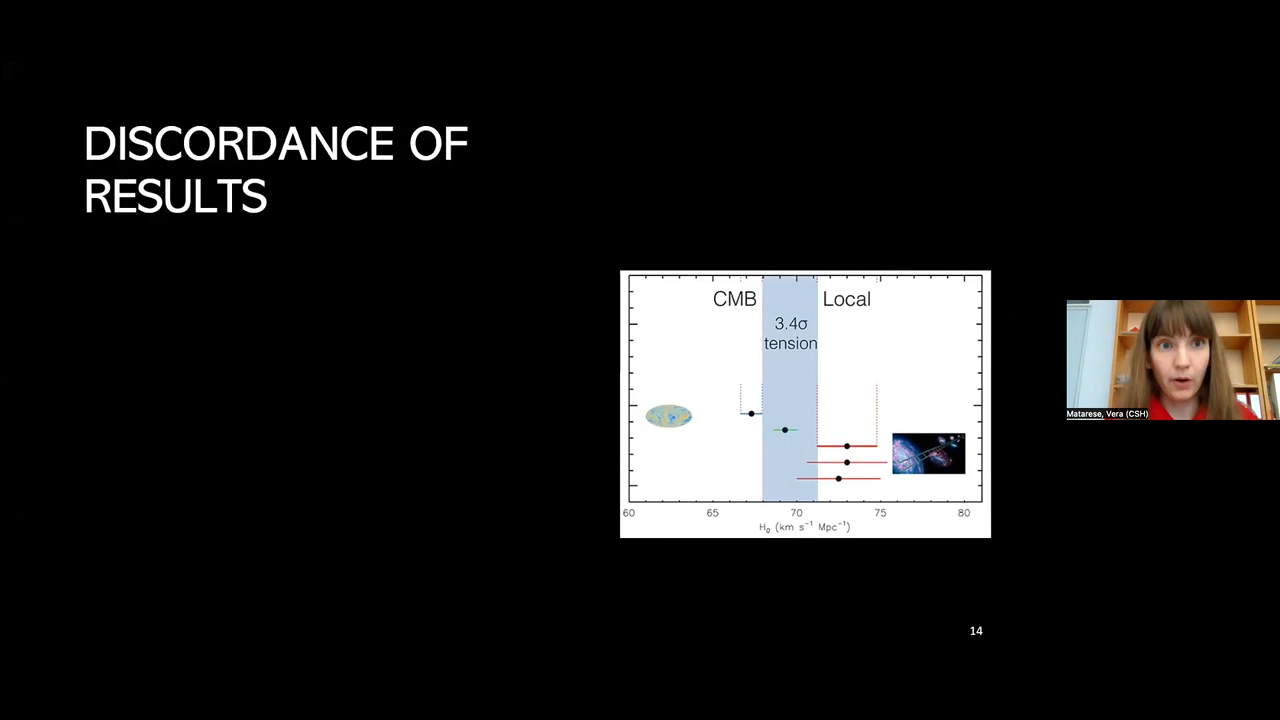 DISCORDANCE OF
RESULTS
CMB
Local
3.4σ
tension
60 65 70 75 80
H₀ (km s⁻¹ Mpc⁻¹)
Matarese, Vera (CSH)
14